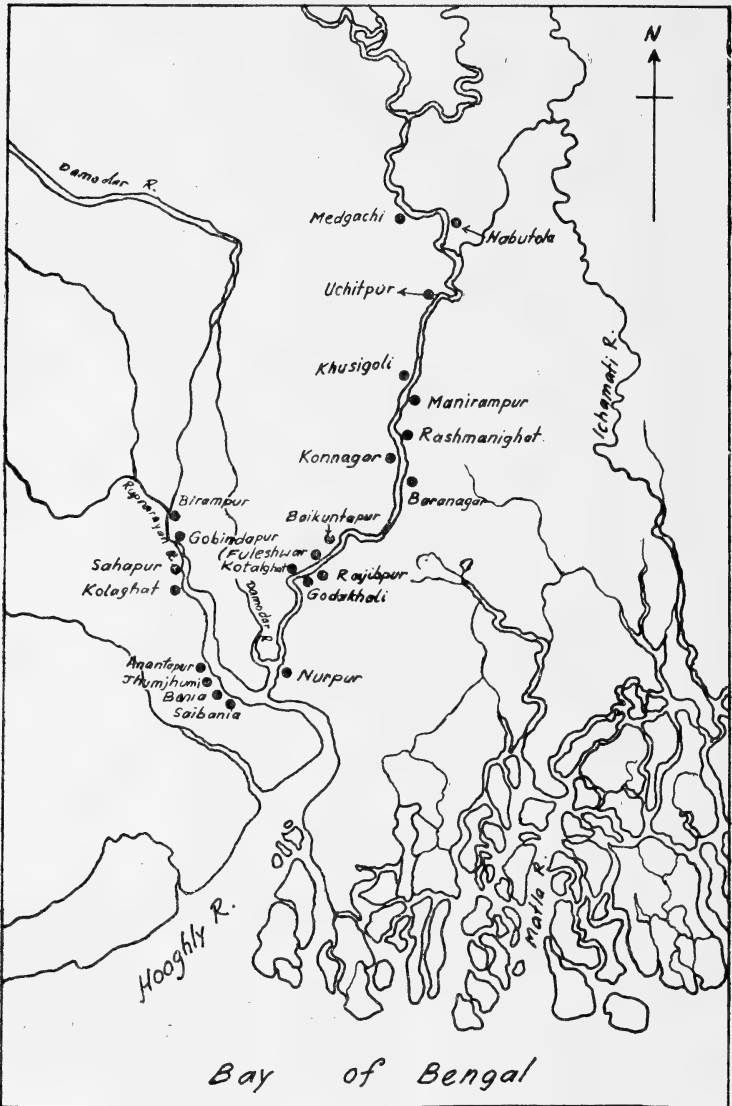 N
Damodar R.
Medgachi
Nabutola
Uchitpur
Ichamati R.
Khusigoli
Manirampur
Rashmanighat
Konnagar
Baranagar
Rupnarayan R.
Birampur
Baikuntapur
Gobindapur
(Fuleshwar
Sahapur
Kotalghat
Rajibpur
Kolaghat
Godakhali
Damodar R.
Anantapur
Nurpur
Jhumjhumi
Bania
Saibania
Matla R.
Hooghly R.
Bay of Bengal